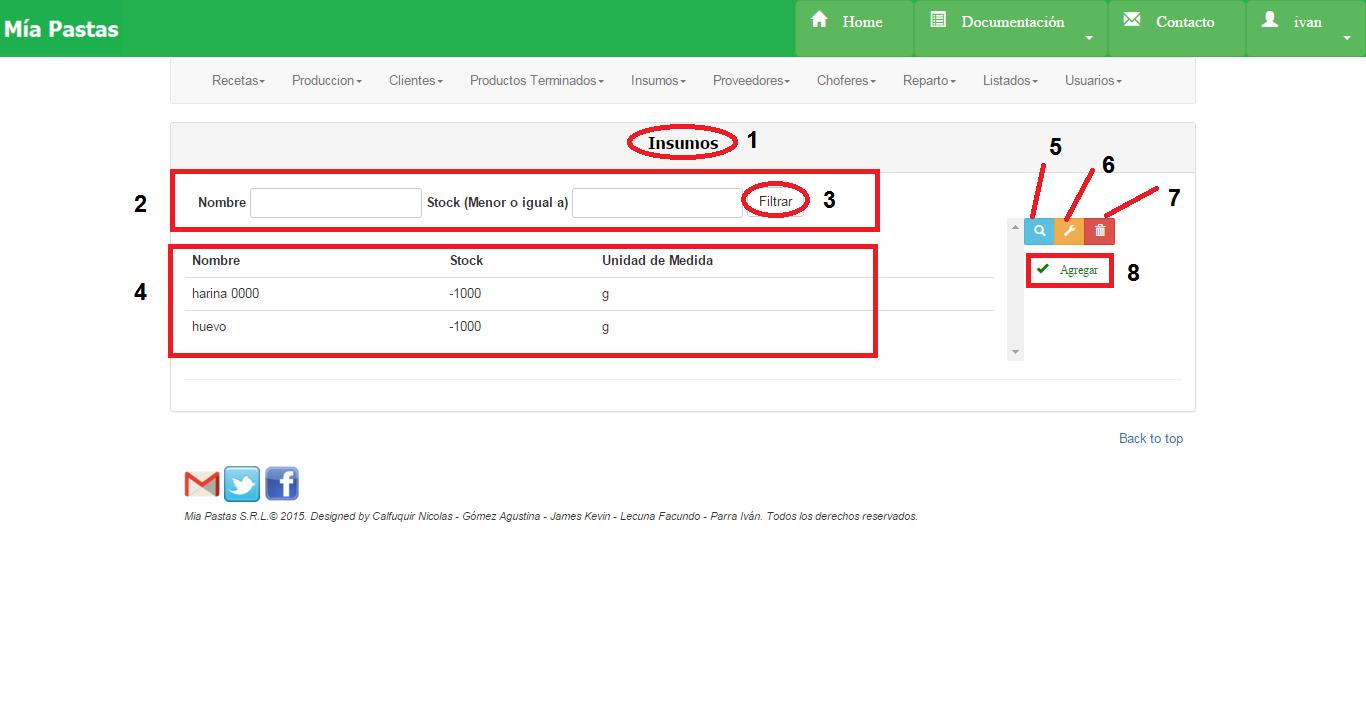 Mía Pastas Home Documentación Contacto ivan
Recetas Produccion Clientes Productos Terminados Insumos Proveedores Choferes Reparto Listados Usuarios
Insumos 1
5 6 7
2 Nombre Stock (Menor o igual a) Filtrar 3
Nombre Stock Unidad de Medida
Agregar 8
4 harina 0000 -1000 g
huevo -1000 g
Back to top
Mía Pastas S.R.L.© 2015. Designed by Calfuquir Nicolas - Gómez Agustina - James Kevin - Lecuna Facundo - Parra Iván. Todos los derechos reservados.